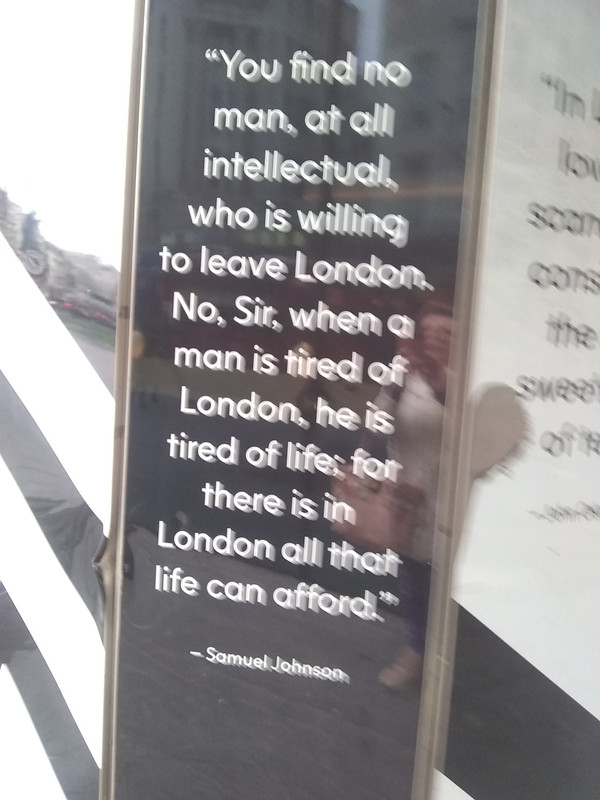 “You find no
man, at all
intellectual,
who is willing
to leave London.
No, Sir, when a
man is tired of
London, he is
tired of life; for
there is in
London all that
life can afford.”
– Samuel Johnson
“In
the